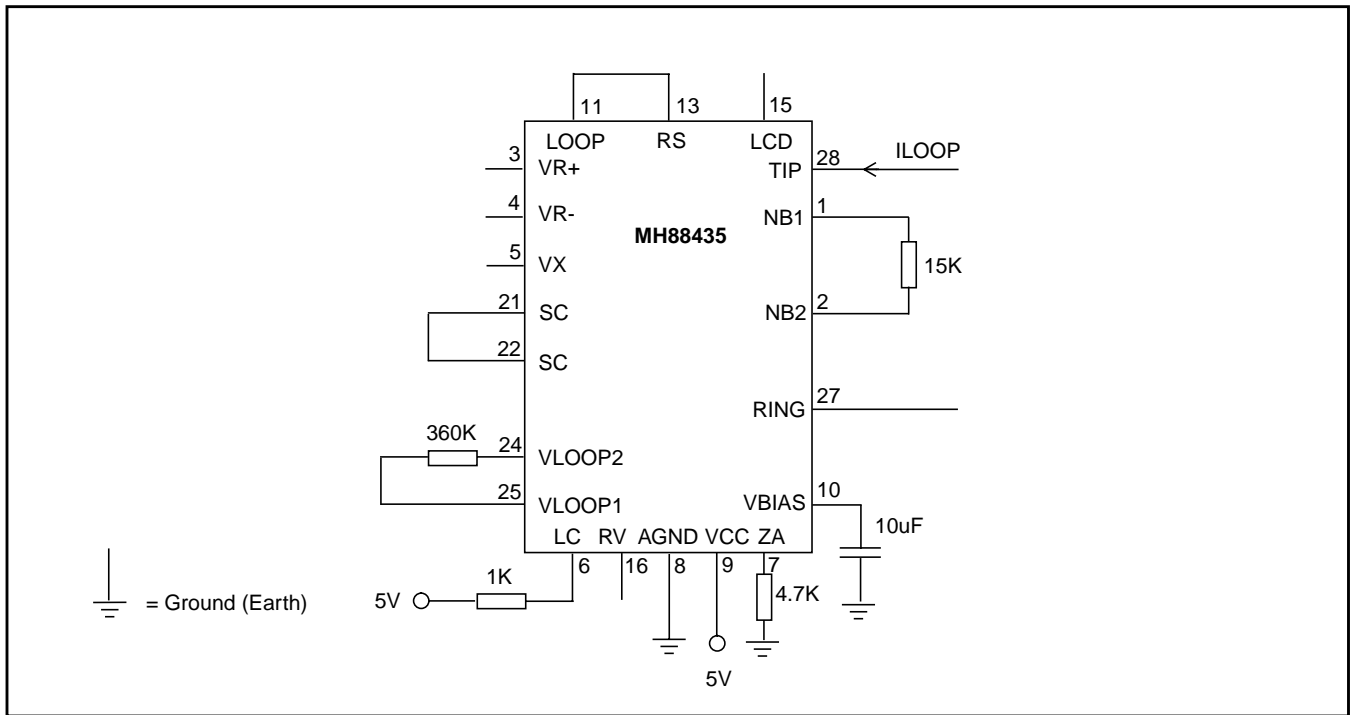 11 13 15
LOOP RS LCD
3 VR+ TIP 28 ILOOP
4 VR- NB1 1
MH88435
5 VX 15K
21 SC NB2 2
22 SC
RING 27
360K
24 VLOOP2
25 VLOOP1 VBIAS 10
10uF
LC RV AGND VCC ZA
6 16 8 9 7
1K
5V
4.7K
= Ground (Earth)
5V